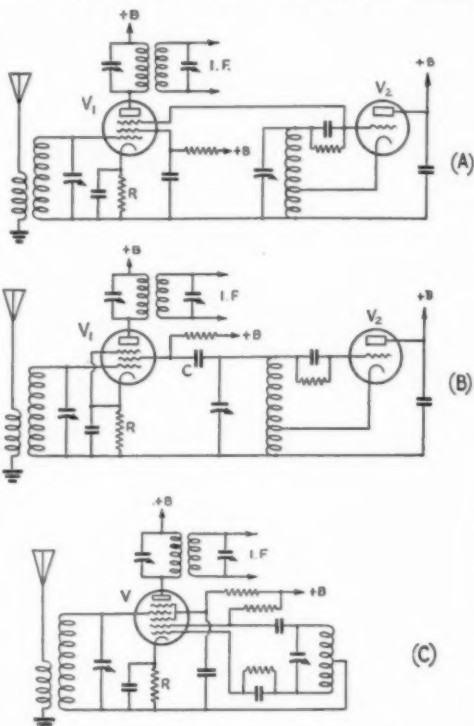 +B
I.F.
V1
V2
+B
+B
R
(A)
+B
I.F
V1
+B
V2
+B
C
R
(B)
+B
I.F.
V
+B
R
(C)